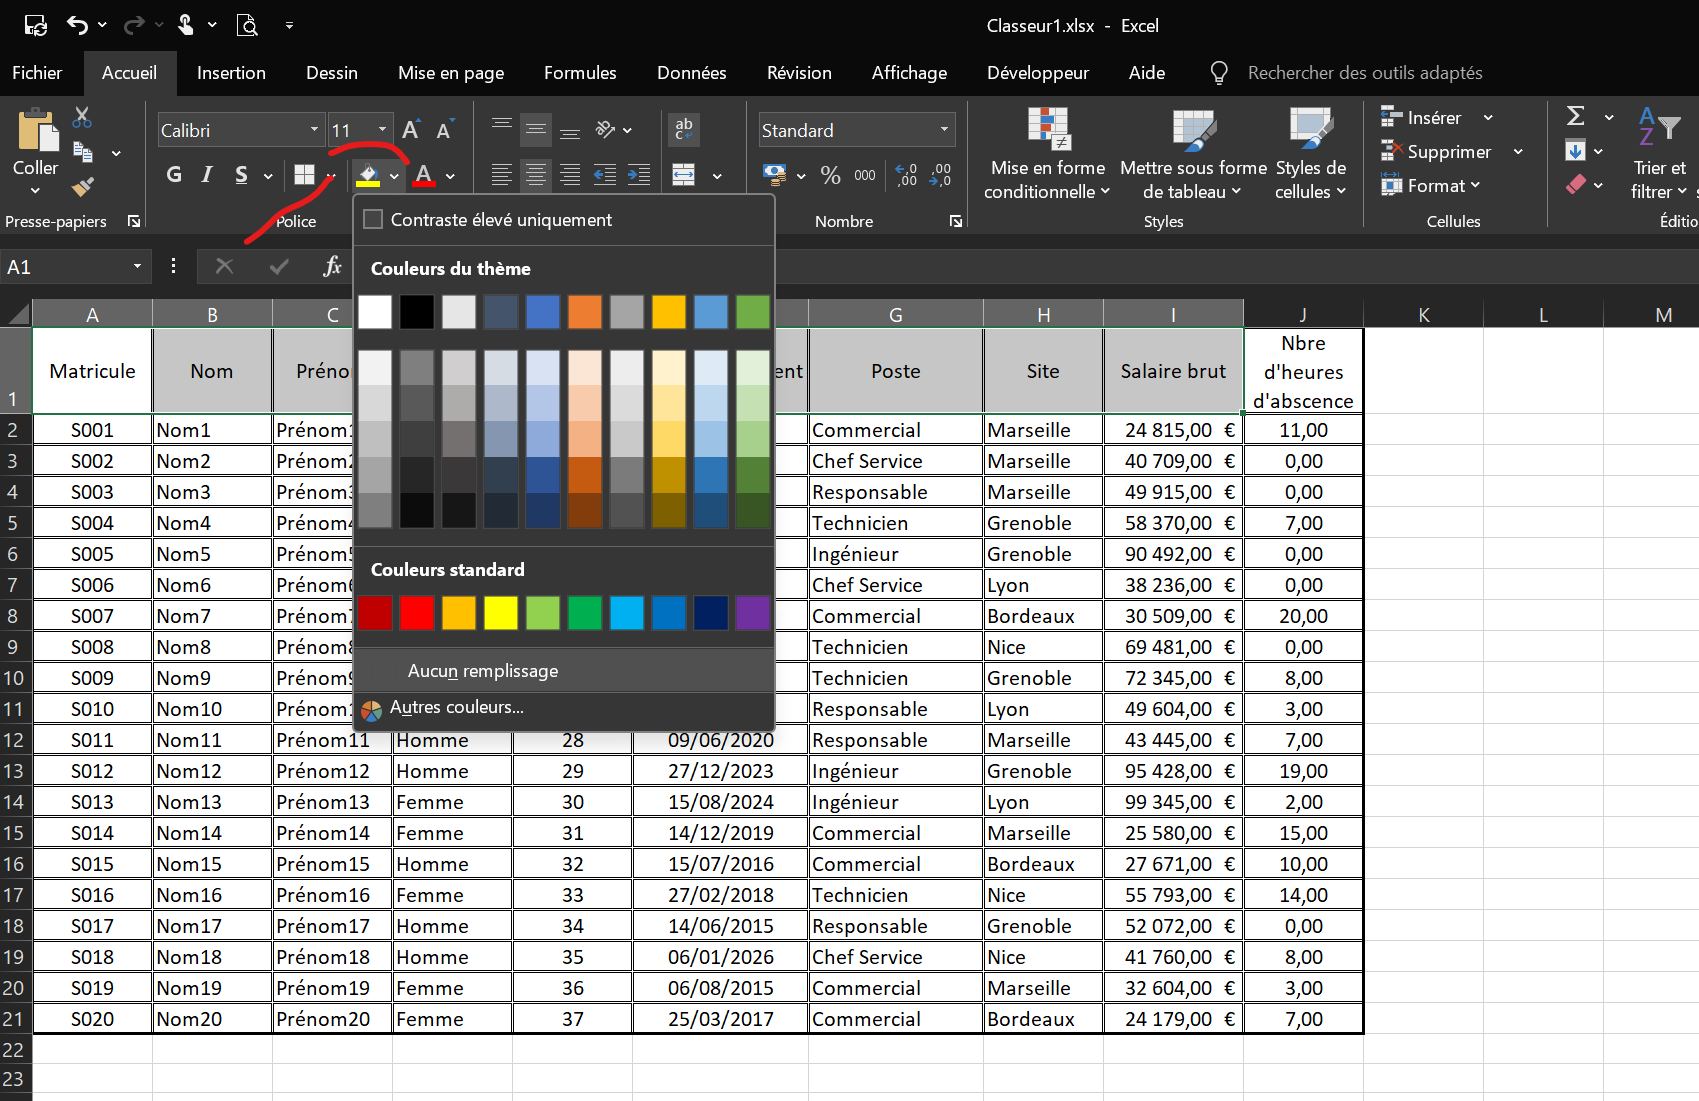 Classeur1.xlsx - Excel
Fichier Accueil Insertion Dessin Mise en page Formules Données Révision Affichage Développeur Aide Rechercher des outils adaptés
Coller
Presse-papiers
Calibri 11
G I S
Police
Standard
% 000
Nombre
Mise en forme conditionnelle
Mettre sous forme de tableau
Styles de cellules
Styles
Insérer
Supprimer
Format
Cellules
Trier et
filtrer
Éditio
A1 fx
Contraste élevé uniquement
Couleurs du thème
Couleurs standard
Aucun remplissage
Autres couleurs...
A B C G H I J K L M
1 Matricule Nom Préno ent Poste Site Salaire brut Nbre d'heures d'abscence
2 S001 Nom1 Prénom1 Commercial Marseille 24 815,00 € 11,00
3 S002 Nom2 Prénom2 Chef Service Marseille 40 709,00 € 0,00
4 S003 Nom3 Prénom3 Responsable Marseille 49 915,00 € 0,00
5 S004 Nom4 Prénom4 Technicien Grenoble 58 370,00 € 7,00
6 S005 Nom5 Prénom5 Ingénieur Grenoble 90 492,00 € 0,00
7 S006 Nom6 Prénom6 Chef Service Lyon 38 236,00 € 0,00
8 S007 Nom7 Prénom7 Commercial Bordeaux 30 509,00 € 20,00
9 S008 Nom8 Prénom8 Technicien Nice 69 481,00 € 0,00
10 S009 Nom9 Prénom9 Technicien Grenoble 72 345,00 € 8,00
11 S010 Nom10 Prénom1 Responsable Lyon 49 604,00 € 3,00
12 S011 Nom11 Prénom11 Homme 28 09/06/2020 Responsable Marseille 43 445,00 € 7,00
13 S012 Nom12 Prénom12 Homme 29 27/12/2023 Ingénieur Grenoble 95 428,00 € 19,00
14 S013 Nom13 Prénom13 Femme 30 15/08/2024 Ingénieur Lyon 99 345,00 € 2,00
15 S014 Nom14 Prénom14 Femme 31 14/12/2019 Commercial Marseille 25 580,00 € 15,00
16 S015 Nom15 Prénom15 Homme 32 15/07/2016 Commercial Bordeaux 27 671,00 € 10,00
17 S016 Nom16 Prénom16 Femme 33 27/02/2018 Technicien Nice 55 793,00 € 14,00
18 S017 Nom17 Prénom17 Homme 34 14/06/2015 Responsable Grenoble 52 072,00 € 0,00
19 S018 Nom18 Prénom18 Homme 35 06/01/2026 Chef Service Nice 41 760,00 € 8,00
20 S019 Nom19 Prénom19 Femme 36 06/08/2015 Commercial Marseille 32 604,00 € 3,00
21 S020 Nom20 Prénom20 Femme 37 25/03/2017 Commercial Bordeaux 24 179,00 € 7,00
22
23